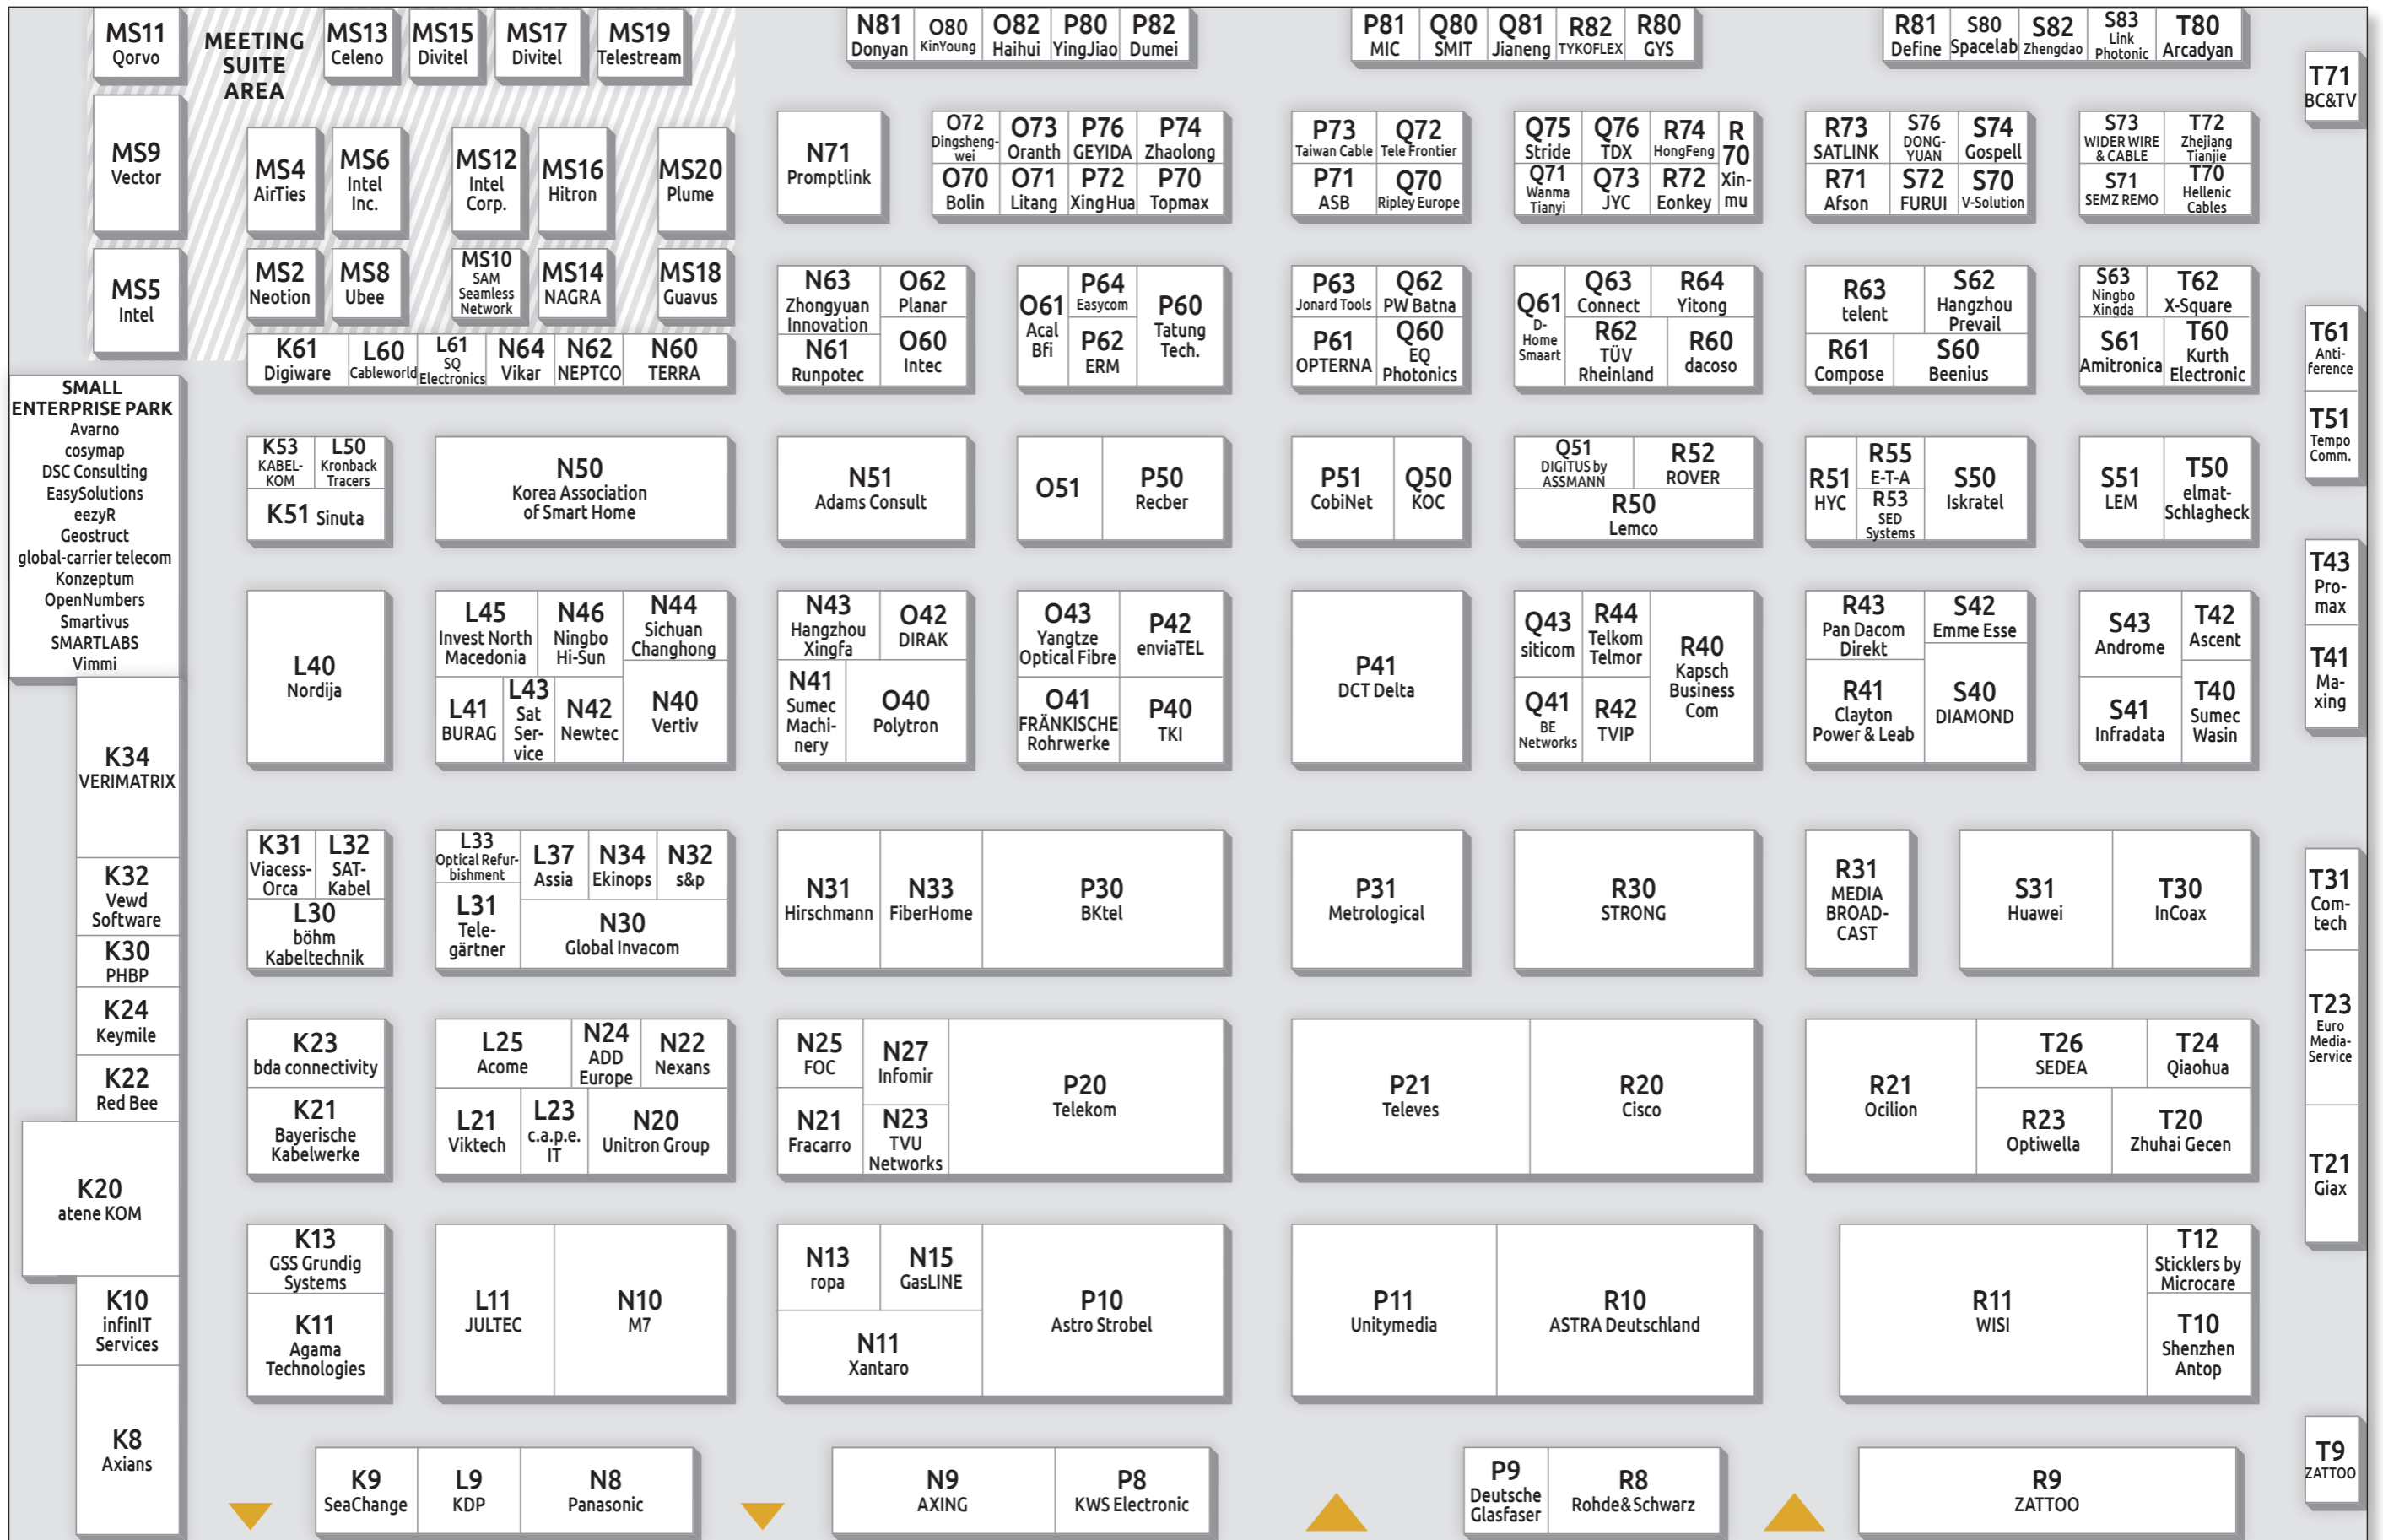 MS11
Qorvo
MEETING
SUITE
AREA
MS13
Celeno
MS15
Divitel
MS17
Divitel
MS19
Telestream
N81
Donyan
O80
KinYoung
O82
Haihui
P80
YingJiao
P82
Dumei
P81
MIC
Q80
SMIT
Q81
Jianeng
R82
TYKOFLEX
R80
GYS
R81
Define
S80
Spacelab
S82
Zhengdao
S83
Link
Photonic
T80
Arcadyan
T71
BC&TV
MS9
Vector
MS4
AirTies
MS6
Intel
Inc.
MS12
Intel
Corp.
MS16
Hitron
MS20
Plume
N71
Promptlink
O72
Dingsheng-
wei
O73
Oranth
P76
GEYIDA
P74
Zhaolong
O70
Bolin
O71
Litang
P72
XingHua
P70
Topmax
P73
Taiwan Cable
Q72
Tele Frontier
P71
ASB
Q70
Ripley Europe
Q75
Stride
Q76
TDX
R74
HongFeng
R
70
Xin-
mu
Q71
Wanma
Tianyi
Q73
JYC
R72
Eonkey
R73
SATLINK
S76
DONG-
YUAN
S74
Gospell
R71
Afson
S72
FURUI
S70
V-Solution
S73
WIDER WIRE
& CABLE
T72
Zhejiang
Tianjie
S71
SEMZ REMO
T70
Hellenic
Cables
MS5
Intel
MS2
Neotion
MS8
Ubee
MS10
SAM
Seamless
Network
MS14
NAGRA
MS18
Guavus
K61
Digiware
L60
Cableworld
L61
SQ
Electronics
N64
Vikar
N62
NEPTCO
N60
TERRA
N63
Zhongyuan
Innovation
O62
Planar
N61
Runpotec
O60
Intec
O61
Acal
Bfi
P64
Easycom
P62
ERM
P60
Tatung
Tech.
P63
Jonard Tools
Q62
PW Batna
P61
OPTERNA
Q60
EQ
Photonics
Q61
D-
Home
Smaart
Q63
Connect
R64
Yitong
R62
TÜV
Rheinland
R60
dacoso
R63
telent
S62
Hangzhou
Prevail
R61
Compose
S60
Beenius
S63
Ningbo
Xingda
T62
X-Square
S61
Amitronica
T60
Kurth
Electronic
T61
Anti-
ference
T51
Tempo
Comm.
SMALL
ENTERPRISE PARK
Avarno
cosymap
DSC Consulting
EasySolutions
eezyR
Geostruct
global-carrier telecom
Konzeptum
OpenNumbers
Smartivus
SMARTLABS
Vimmi
K53
KABEL-
KOM
L50
Kronback
Tracers
K51 Sinuta
N50
Korea Association
of Smart Home
N51
Adams Consult
O51
P50
Recber
P51
CobiNet
Q50
KOC
Q51
DIGITUS by
ASSMANN
R52
ROVER
R50
Lemco
R51
HYC
R55
E-T-A
R53
SED
Systems
S50
Iskratel
S51
LEM
T50
elmat-
Schlagheck
T43
Pro-
max
T41
Ma-
xing
L40
Nordija
L45
Invest North
Macedonia
N46
Ningbo
Hi-Sun
N44
Sichuan
Changhong
L41
BURAG
L43
Sat
Ser-
vice
N42
Newtec
N40
Vertiv
N43
Hangzhou
Xingfa
O42
DIRAK
N41
Sumec
Machi-
nery
O40
Polytron
O43
Yangtze
Optical Fibre
P42
enviaTEL
O41
FRÄNKISCHE
Rohrwerke
P40
TKI
P41
DCT Delta
Q43
siticom
R44
Telkom
Telmor
R40
Kapsch
Business
Com
Q41
BE
Networks
R42
TVIP
R43
Pan Dacom
Direkt
S42
Emme Esse
R41
Clayton
Power & Leab
S40
DIAMOND
S43
Androme
T42
Ascent
S41
Infradata
T40
Sumec
Wasin
K34
VERIMATRIX
K32
Vewd
Software
K30
PHBP
K24
Keymile
K22
Red Bee
K20
atene KOM
K10
infinIT
Services
K8
Axians
K31
Viacess-
Orca
L32
SAT-
Kabel
L30
böhm
Kabeltechnik
L33
Optical Refur-
bishment
L37
Assia
N34
Ekinops
N32
s&p
L31
Tele-
gärtner
N30
Global Invacom
N31
Hirschmann
N33
FiberHome
P30
BKtel
P31
Metrological
R30
STRONG
R31
MEDIA
BROAD-
CAST
S31
Huawei
T30
InCoax
T31
Com-
tech
T23
Euro
Media-
Service
T21
Giax
K23
bda connectivity
K21
Bayerische
Kabelwerke
L25
Acome
N24
ADD
Europe
N22
Nexans
L21
Viktech
L23
c.a.p.e.
IT
N20
Unitron Group
N25
FOC
N27
Infomir
N21
Fracarro
N23
TVU
Networks
P20
Telekom
P21
Televes
R20
Cisco
R21
Ocilion
T26
SEDEA
T24
Qiaohua
R23
Optiwella
T20
Zhuhai Gecen
K13
GSS Grundig
Systems
K11
Agama
Technologies
L11
JULTEC
N10
M7
N13
ropa
N15
GasLINE
N11
Xantaro
P10
Astro Strobel
P11
Unitymedia
R10
ASTRA Deutschland
R11
WISI
T12
Sticklers by
Microcare
T10
Shenzhen
Antop
K9
SeaChange
L9
KDP
N8
Panasonic
N9
AXING
P8
KWS Electronic
P9
Deutsche
Glasfaser
R8
Rohde&Schwarz
R9
ZATTOO
T9
ZATTOO